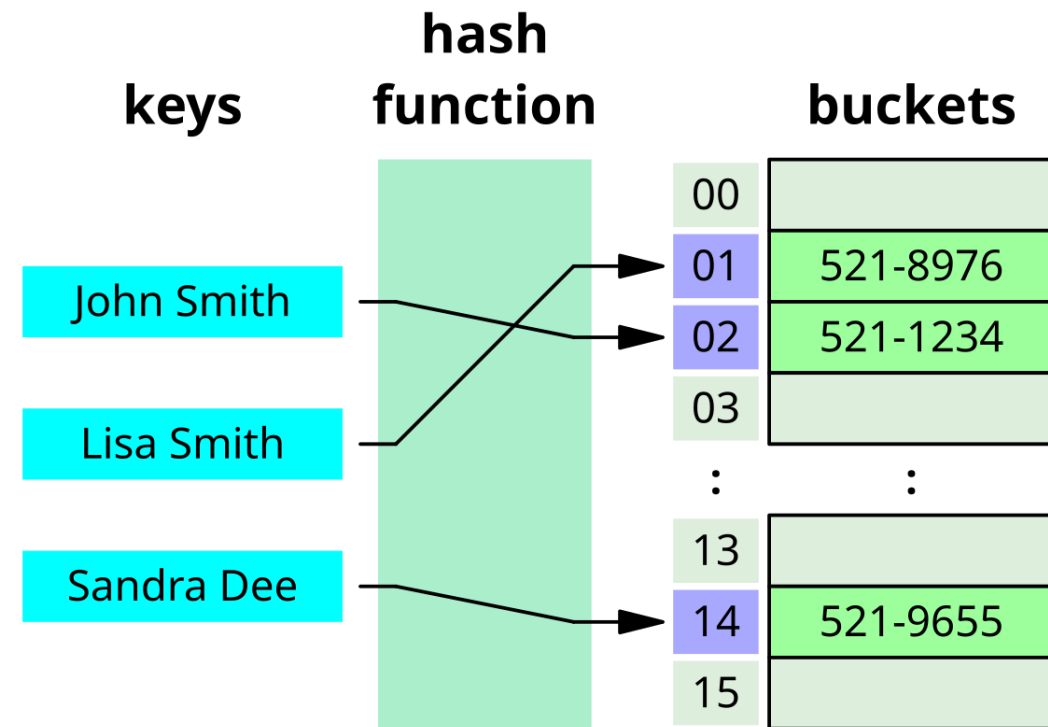 hash
keys function buckets
00
01 521-8976
John Smith
02 521-1234
03
Lisa Smith
: :
13
Sandra Dee
14 521-9655
15